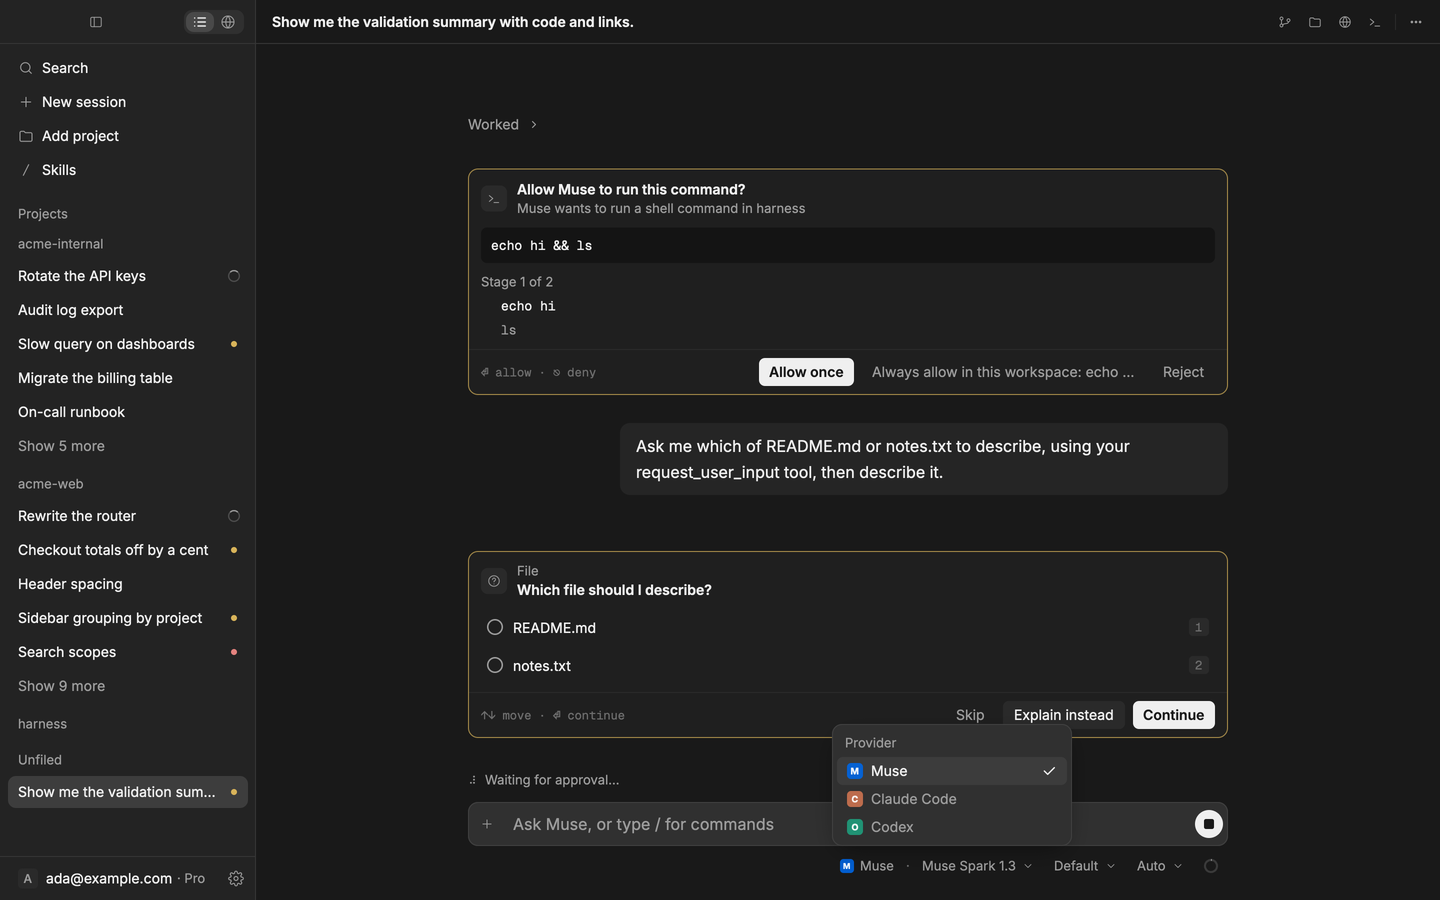 Show me the validation summary with code and links.
Search
New session
Add project
Skills
Projects
acme-internal
Rotate the API keys
Audit log export
Slow query on dashboards
Migrate the billing table
On-call runbook
Show 5 more
acme-web
Rewrite the router
Checkout totals off by a cent
Header spacing
Sidebar grouping by project
Search scopes
Show 9 more
harness
Unfiled
Show me the validation sum...
A ada@example.com · Pro
Worked
Allow Muse to run this command?
Muse wants to run a shell command in harness
echo hi && ls
Stage 1 of 2
echo hi
ls
allow · deny
Allow once
Always allow in this workspace: echo ...
Reject
Ask me which of README.md or notes.txt to describe, using your
request_user_input tool, then describe it.
File
Which file should I describe?
README.md 1
notes.txt 2
move · continue
Skip
Explain instead
Continue
Provider
M Muse
C Claude Code
O Codex
Waiting for approval...
Ask Muse, or type / for commands
M Muse · Muse Spark 1.3 Default Auto